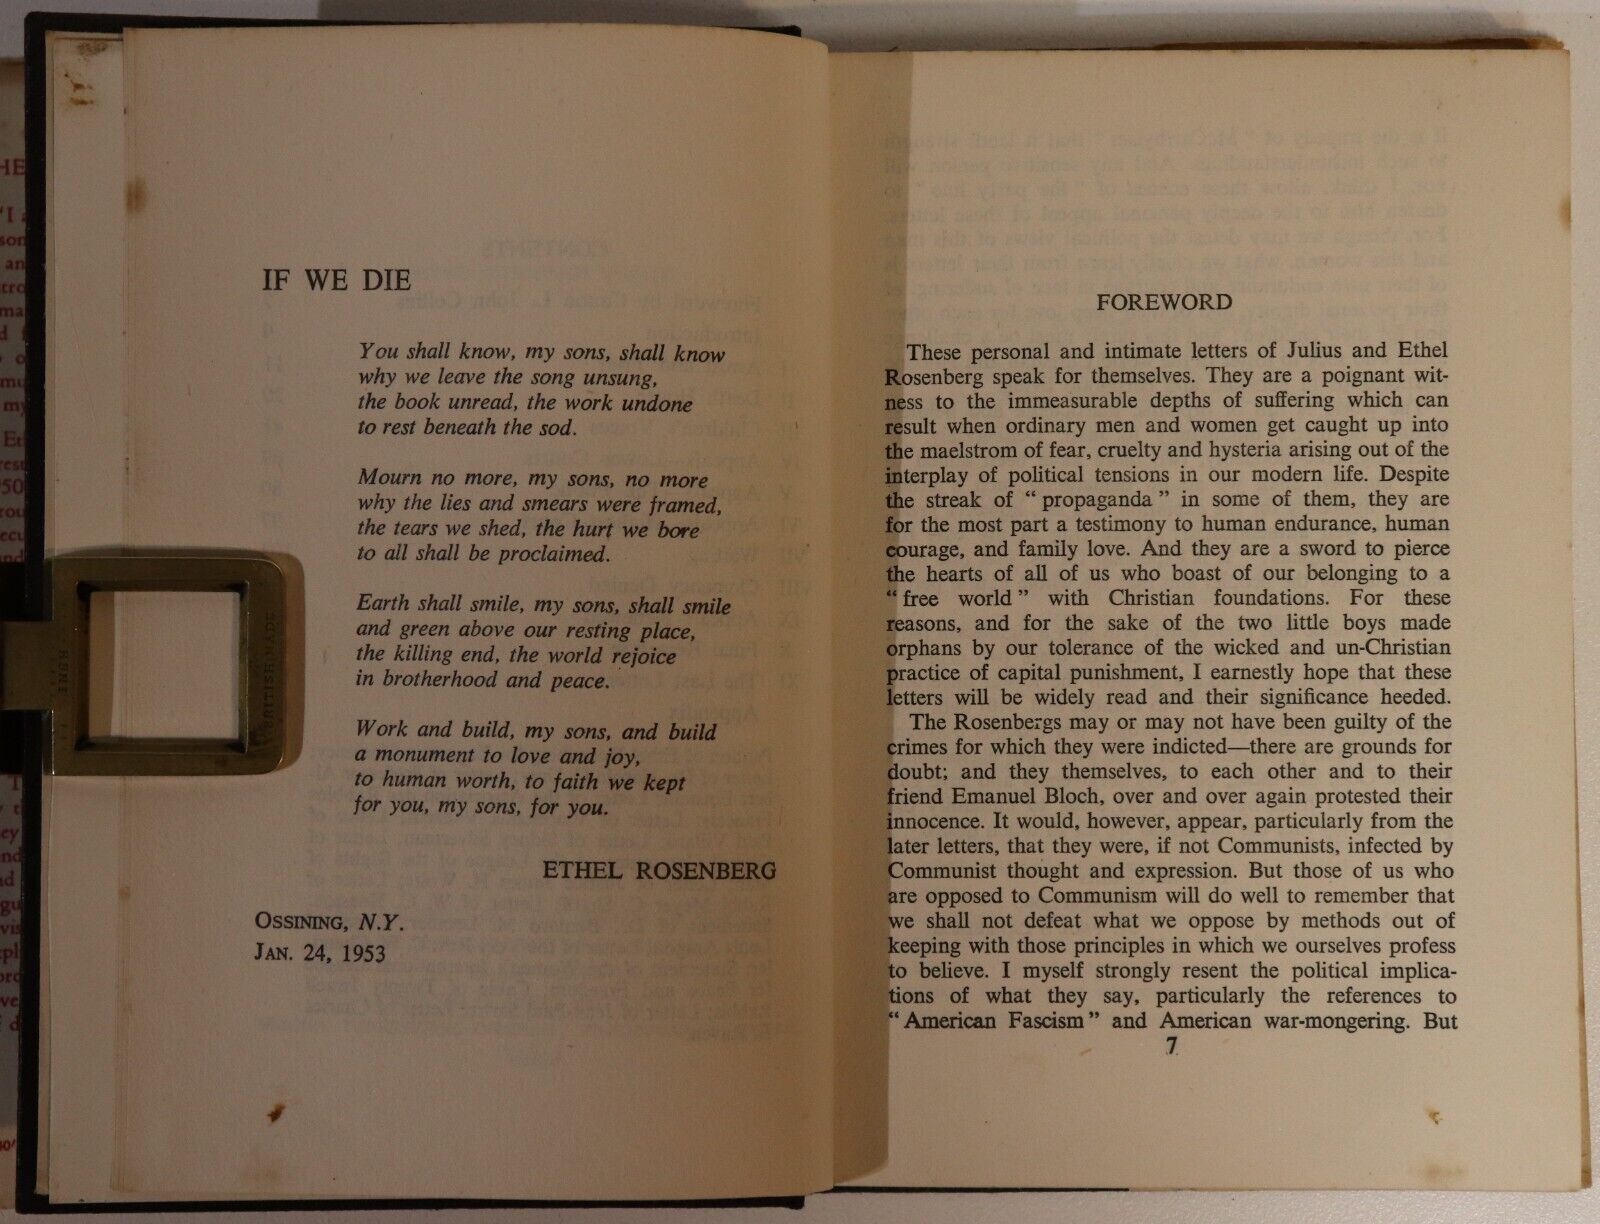 IF WE DIE
You shall know, my sons, shall know
why we leave the song unsung,
the book unread, the work undone
to rest beneath the sod.
Mourn no more, my sons, no more
why the lies and smears were framed,
the tears we shed, the hurt we bore
to all shall be proclaimed.
Earth shall smile, my sons, shall smile
and green above our resting place,
the killing end, the world rejoice
in brotherhood and peace.
Work and build, my sons, and build
a monument to love and joy,
to human worth, to faith we kept
for you, my sons, for you.
ETHEL ROSENBERG
OSSINING, N.Y.
JAN. 24, 1953
BRITISH MADE
FOREWORD
These personal and intimate letters of Julius and Ethel
Rosenberg speak for themselves. They are a poignant wit-
ness to the immeasurable depths of suffering which can
result when ordinary men and women get caught up into
the maelstrom of fear, cruelty and hysteria arising out of the
interplay of political tensions in our modern life. Despite
the streak of “propaganda” in some of them, they are
for the most part a testimony to human endurance, human
courage, and family love. And they are a sword to pierce
the hearts of all of us who boast of our belonging to a
“free world” with Christian foundations. For these
reasons, and for the sake of the two little boys made
orphans by our tolerance of the wicked and un-Christian
practice of capital punishment, I earnestly hope that these
letters will be widely read and their significance heeded.
The Rosenbergs may or may not have been guilty of the
crimes for which they were indicted—there are grounds for
doubt; and they themselves, to each other and to their
friend Emanuel Bloch, over and over again protested their
innocence. It would, however, appear, particularly from the
later letters, that they were, if not Communists, infected by
Communist thought and expression. But those of us who
are opposed to Communism will do well to remember that
we shall not defeat what we oppose by methods out of
keeping with those principles in which we ourselves profess
to believe. I myself strongly resent the political implica-
tions of what they say, particularly the references to
“American Fascism” and American war-mongering. But
7